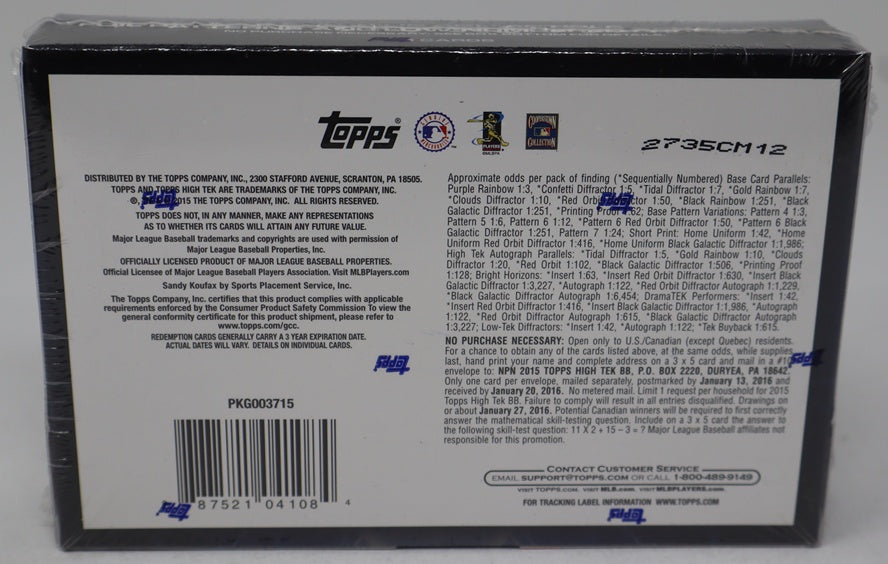 CARDS
Topps®
GENUINE MERCHANDISE
PLAYERS
©MLBPA
COOPERSTOWN
COLLECTION
2735CM12
DISTRIBUTED BY THE TOPPS COMPANY, INC., 2300 STAFFORD AVENUE, SCRANTON, PA 18505.
TOPPS AND TOPPS HIGH TEK ARE TRADEMARKS OF THE TOPPS COMPANY, INC.
2015 THE TOPPS COMPANY, INC. ALL RIGHTS RESERVED.
TOPPS DOES NOT, IN ANY MANNER, MAKE ANY REPRESENTATIONS
AS TO WHETHER ITS CARDS WILL ATTAIN ANY FUTURE VALUE.
Major League Baseball trademarks and copyrights are used with permission of
Major League Baseball Properties, Inc.
OFFICIALLY LICENSED PRODUCT OF MAJOR LEAGUE BASEBALL PROPERTIES.
Official Licensee of Major League Baseball Players Association. Visit MLBPlayers.com
Sandy Koufax by Sports Placement Service, Inc.
The Topps Company, Inc. certifies that this product complies with applicable
requirements enforced by the Consumer Product Safety Commission To view the
general conformity certificate for this product shipment, please refer to
www.topps.com/gcc.
REDEMPTION CARDS GENERALLY CARRY A 3 YEAR EXPIRATION DATE.
ACTUAL DATES WILL VARY. DETAILS ON INDIVIDUAL CARDS.
PKG003715
87521 04108 4
Approximate odds per pack of finding (*Sequentially Numbered) Base Card Parallels:
Purple Rainbow 1:3, *Confetti Diffractor 1:5, *Tidal Diffractor 1:7, *Gold Rainbow 1:7,
*Clouds Diffractor 1:10, *Red Orbit Diffractor 1:50, *Black Rainbow 1:251, *Black
Galactic Diffractor 1:251, *Printing Proof 62; Base Pattern Variations: Pattern 4 1:3,
Pattern 5 1:6, Pattern 6 1:12, *Pattern 6 Red Orbit Diffractor 1:50, *Pattern 6 Black
Galactic Diffractor 1:251, Pattern 7 1:24; Short Print: Home Uniform 1:42, *Home
Uniform Red Orbit Diffractor 1:416, *Home Uniform Black Galactic Diffractor 1:1,986;
High Tek Autograph Parallels: *Tidal Diffractor 1:5, *Gold Rainbow 1:10, *Clouds
Diffractor 1:20, *Red Orbit 1:102, *Black Galactic Diffractor 1:506, *Printing Proof
1:128; Bright Horizons: *Insert 1:63, *Insert Red Orbit Diffractor 1:630, *Insert Black
Galactic Diffractor 1:3,227, *Autograph 1:122, *Red Orbit Diffractor Autograph 1:1,229,
*Black Galactic Diffractor Autograph 1:6,454; DramaTEK Performers: *Insert 1:42,
*Insert Red Orbit Diffractor 1:416, *Insert Black Galactic Diffractor 1:1,986, *Autograph
1:122, *Red Orbit Diffractor Autograph 1:615, *Black Galactic Diffractor Autograph
1:3,227; Low-Tek Diffractors: *Insert 1:42, *Autograph 1:122; *Tek Buyback 1:615.
NO PURCHASE NECESSARY: Open only to U.S./Canadian (except Quebec) residents.
For a chance to obtain any of the cards listed above, at the same odds, while supplies
last, hand print your name and complete address on a 3 x 5 card and mail in a #10
envelope to: NPN 2015 TOPPS HIGH TEK BB, P.O. BOX 2220, DURYEA, PA 18642.
Only one card per envelope, mailed separately, postmarked by January 13, 2016 and
received by January 20, 2016. No metered mail. Limit 1 request per household for 2015
Topps High Tek BB. Failure to comply will result in all entries disqualified. Drawings on
or about January 27, 2016. Potential Canadian winners will be required to first correctly
answer the mathematical skill-testing question. Include on a 3 x 5 card the answer to
the following skill-test question: 11 X 2 + 15 – 3 = ? Major League Baseball affiliates not
responsible for this promotion.
CONTACT CUSTOMER SERVICE
EMAIL SUPPORT@TOPPS.COM OR CALL 1-800-489-9149
VISIT TOPPS.COM. VISIT MLB.COM. VISIT MLBPLAYERS.COM.
FOR TRACKING LABEL INFORMATION WWW.TOPPS.COM